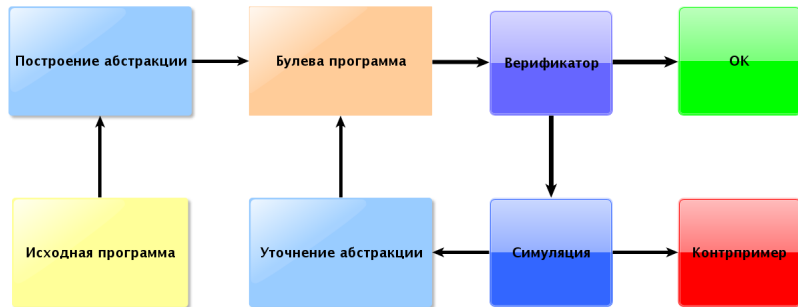 Построение абстракции
Булева программа
Верификатор
OK
Исходная программа
Уточнение абстракции
Симуляция
Контрпример